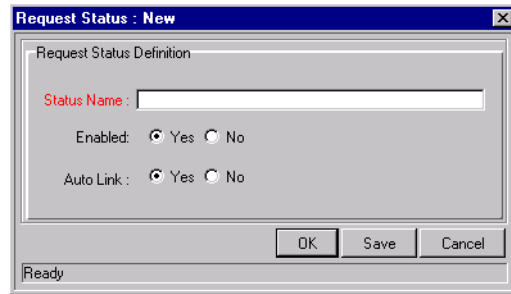 Request Status : New
Request Status Definition
Status Name :
Enabled: Yes No
Auto Link : Yes No
OK Save Cancel
Ready